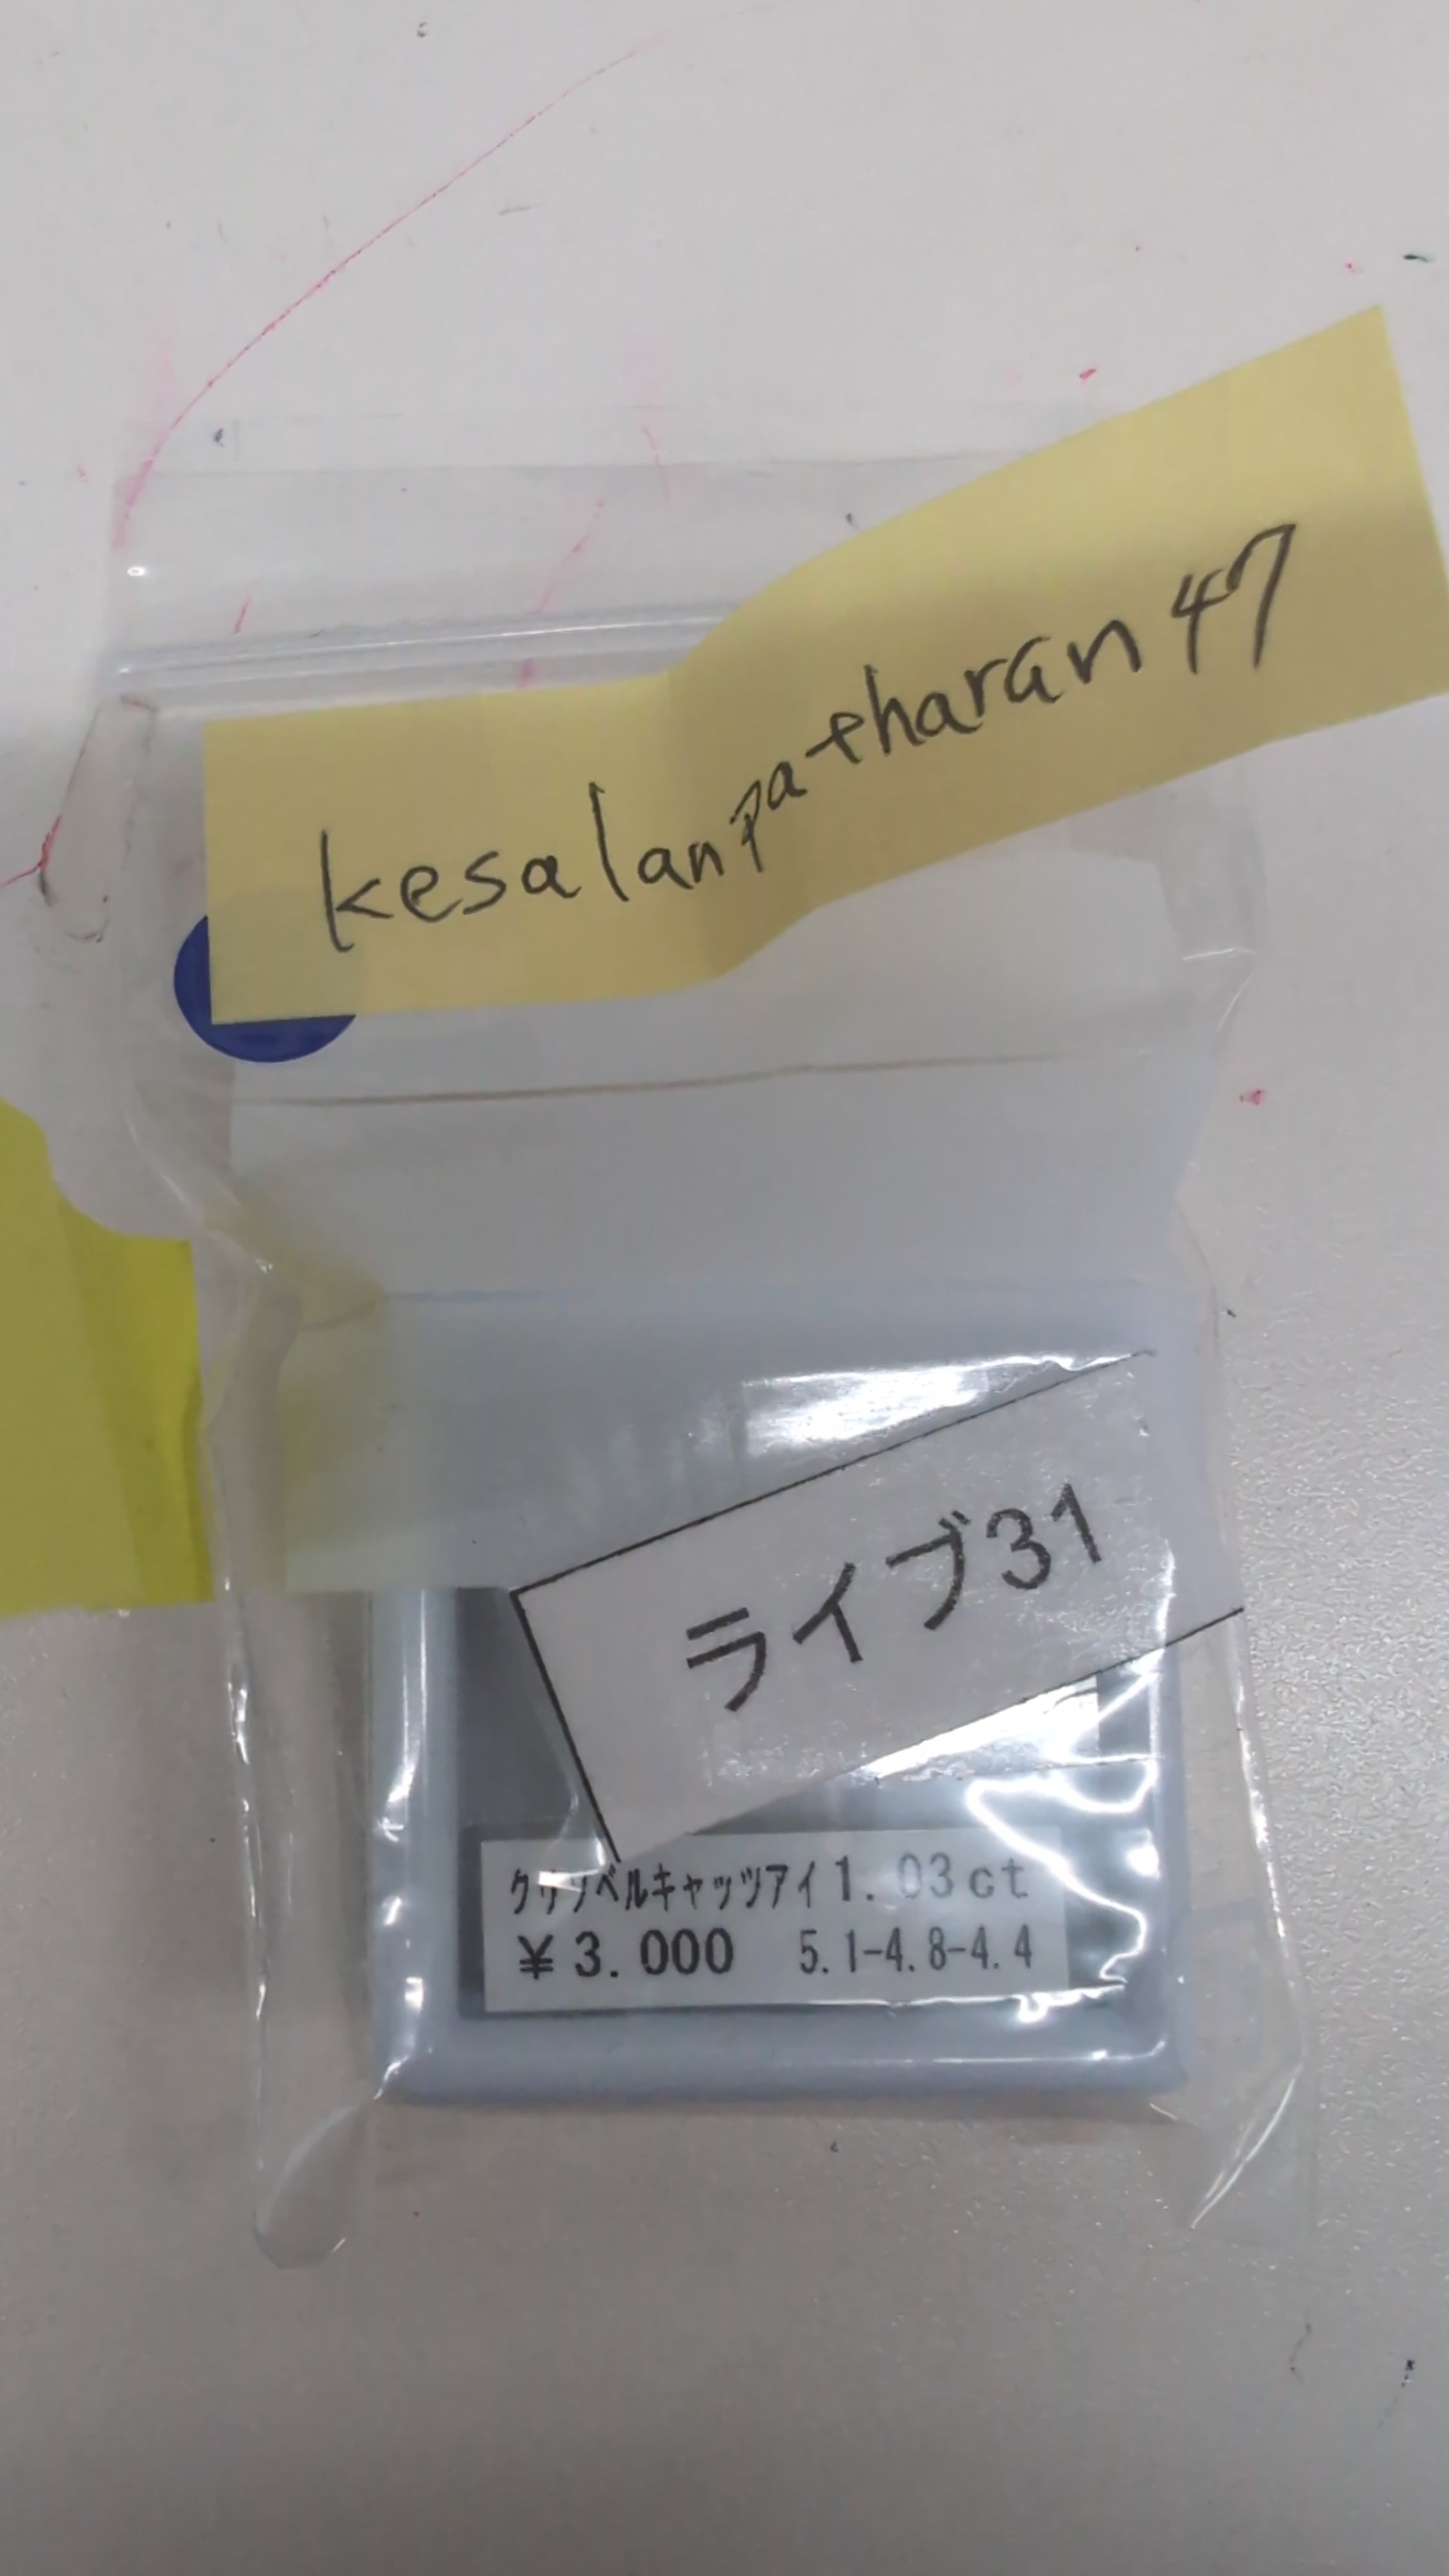 kesalanpatharan47
ライブ31
クリソベルキャッツアイ1.03ct
¥3.000 5.1-4.8-4.4